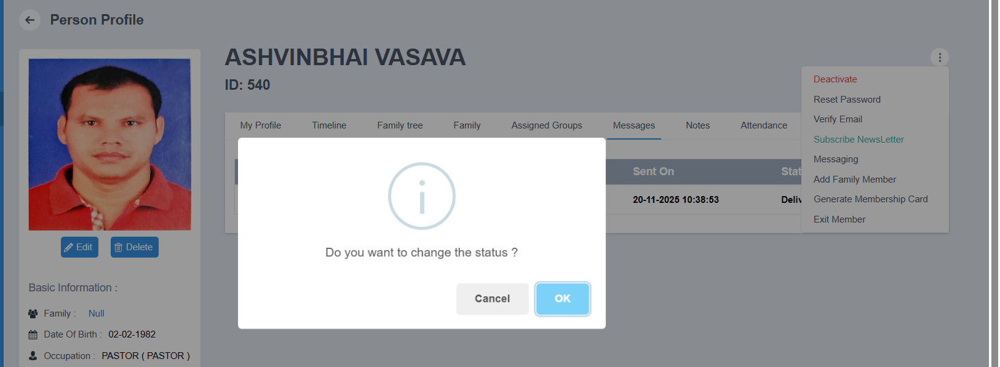 Person Profile
ASHVINBHAI VASAVA
ID: 540
Deactivate
Reset Password
Verify Email
Subscribe NewsLetter
Messaging
Add Family Member
Generate Membership Card
Exit Member
My Profile Timeline Family tree Family Assigned Groups Messages Notes Attendance
Sent On
20-11-2025 10:38:53
Do you want to change the status ?
Cancel OK
Edit Delete
Basic Information :
Family : Null
Date Of Birth : 02-02-1982
Occupation : PASTOR ( PASTOR )